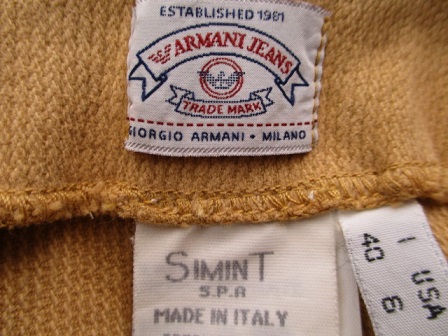 ESTABLISHED 1981
ARMANI JEANS
TRADE MARK
GIORGIO ARMANI • MILANO
SIMINT
S.P.A
MADE IN ITALY
I USA
40 6